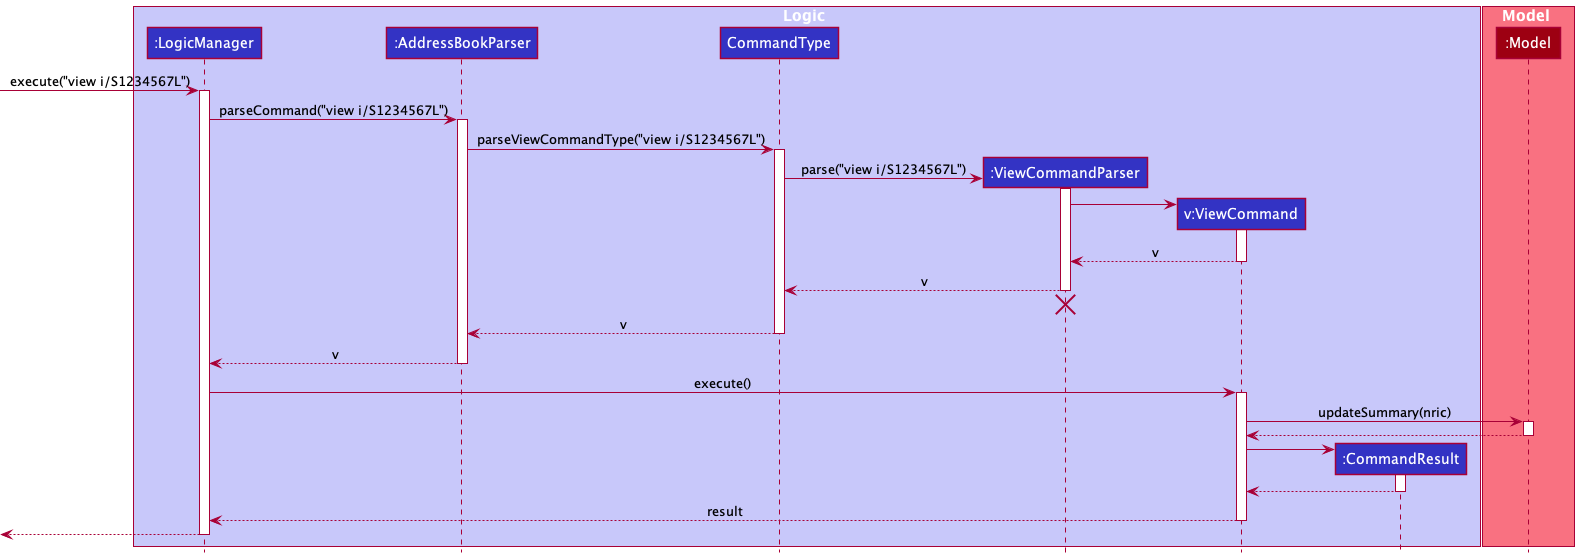 Logic
Model
:LogicManager
:AddressBookParser
CommandType
:Model
execute("view i/S1234567L")
parseCommand("view i/S1234567L")
parseViewCommandType("view i/S1234567L")
parse("view i/S1234567L")
:ViewCommandParser
v:ViewCommand
v
v
v
v
execute()
updateSummary(nric)
:CommandResult
result